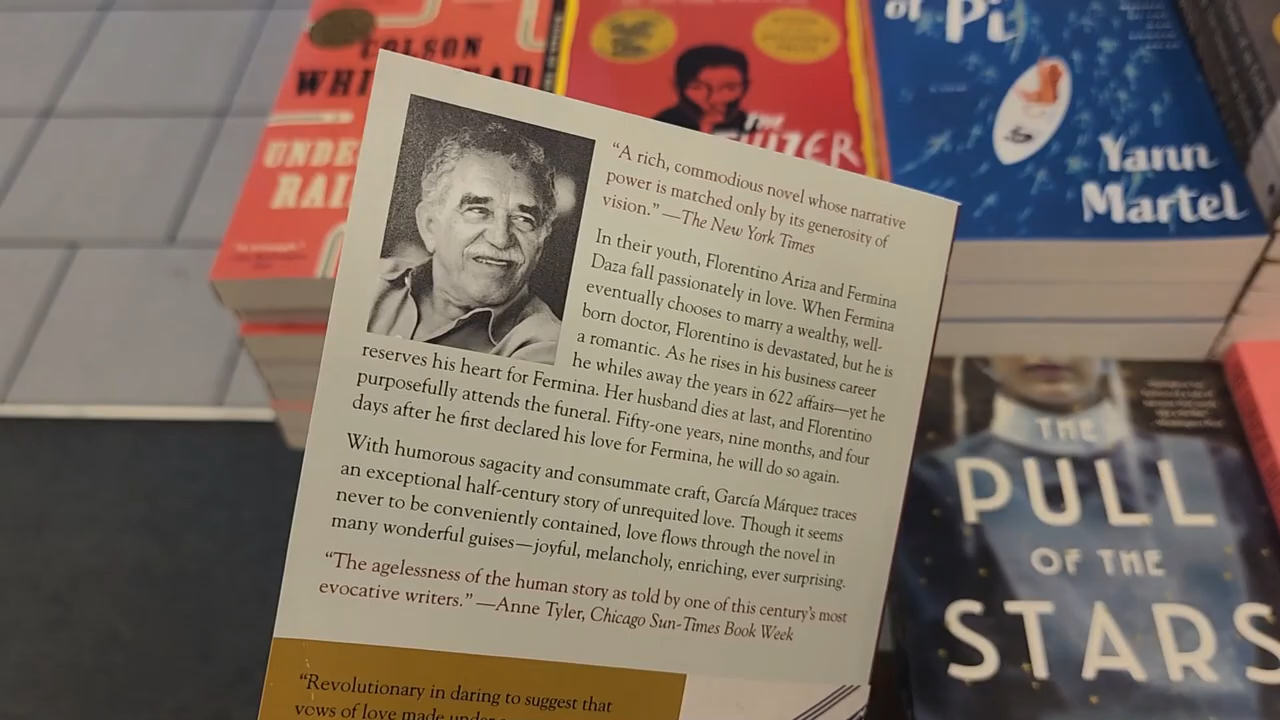 COLSON
UNDE
RAIL
of Pi
Yann
Martel
“A rich, commodious novel whose narrative
power is matched only by its generosity of
vision.” —The New York Times
In their youth, Florentino Ariza and Fermina
Daza fall passionately in love. When Fermina
eventually chooses to marry a wealthy, well-
born doctor, Florentino is devastated, but he is
a romantic. As he rises in his business career
he whiles away the years in 622 affairs—yet he
reserves his heart for Fermina. Her husband dies at last, and Florentino
purposefully attends the funeral. Fifty-one years, nine months, and four
days after he first declared his love for Fermina, he will do so again.
With humorous sagacity and consummate craft, García Márquez traces
an exceptional half-century story of unrequited love. Though it seems
never to be conveniently contained, love flows through the novel in
many wonderful guises—joyful, melancholy, enriching, ever surprising.
“The agelessness of the human story as told by one of this century’s most
evocative writers.” —Anne Tyler, Chicago Sun-Times Book Week
“Revolutionary in daring to suggest that
vows of love made under
THE
PULL
OF THE
STARS